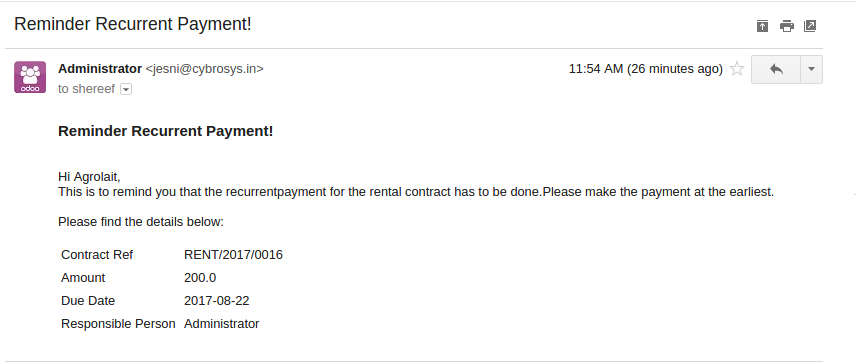 Reminder Recurrent Payment!
Administrator <jesni@cybrosys.in> 11:54 AM (26 minutes ago)
to shereef
odoo
Reminder Recurrent Payment!
Hi Agrolait,
This is to remind you that the recurrentpayment for the rental contract has to be done.Please make the payment at the earliest.
Please find the details below:
Contract Ref RENT/2017/0016
Amount 200.0
Due Date 2017-08-22
Responsible Person Administrator